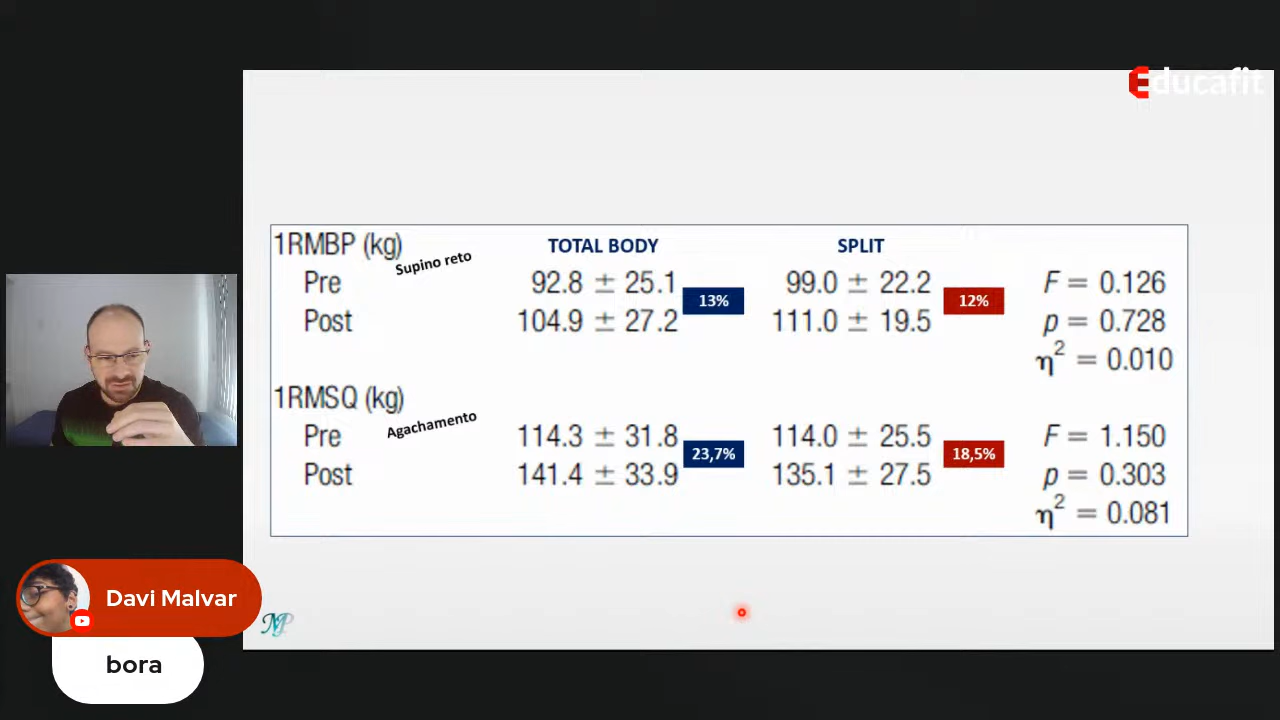 Educafit
1RMBP (kg) TOTAL BODY SPLIT
Supino reto
Pre 92.8 ± 25.1 99.0 ± 22.2 F = 0.126
13% 12%
Post 104.9 ± 27.2 111.0 ± 19.5 p = 0.728
η² = 0.010
1RMSQ (kg)
Agachamento
Pre 114.3 ± 31.8 114.0 ± 25.5 F = 1.150
23,7% 18,5%
Post 141.4 ± 33.9 135.1 ± 27.5 p = 0.303
η² = 0.081
Davi Malvar
bora